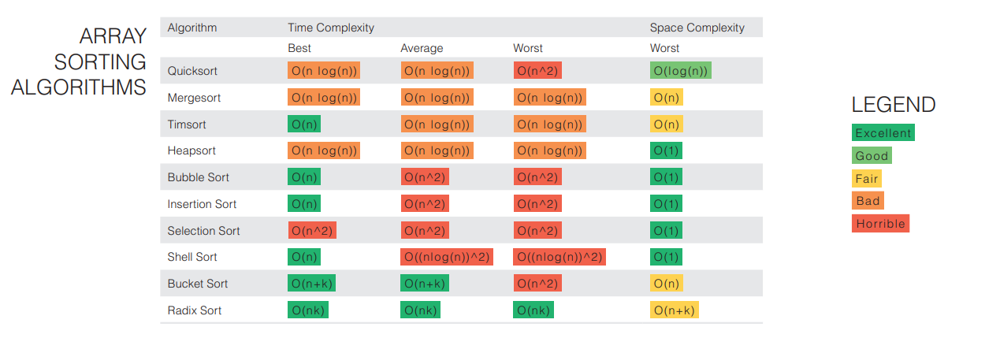 ARRAY
SORTING
ALGORITHMS
Algorithm Time Complexity Space Complexity
Best Average Worst Worst
Quicksort O(n log(n)) O(n log(n)) O(n^2) O(log(n))
Mergesort O(n log(n)) O(n log(n)) O(n log(n)) O(n)
Timsort O(n) O(n log(n)) O(n log(n)) O(n)
Heapsort O(n log(n)) O(n log(n)) O(n log(n)) O(1)
Bubble Sort O(n) O(n^2) O(n^2) O(1)
Insertion Sort O(n) O(n^2) O(n^2) O(1)
Selection Sort O(n^2) O(n^2) O(n^2) O(1)
Shell Sort O(n) O((nlog(n))^2) O((nlog(n))^2) O(1)
Bucket Sort O(n+k) O(n+k) O(n^2) O(n)
Radix Sort O(nk) O(nk) O(nk) O(n+k)
LEGEND
Excellent
Good
Fair
Bad
Horrible